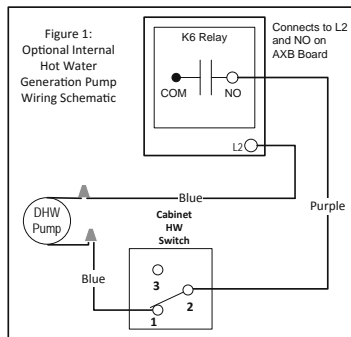 Figure 1:
Optional Internal
Hot Water
Generation Pump
Wiring Schematic
K6 Relay
COM
NO
L2
Connects to L2
and NO on
AXB Board
Blue
Purple
DHW
Pump
Cabinet
HW
Switch
Blue
3
2
1